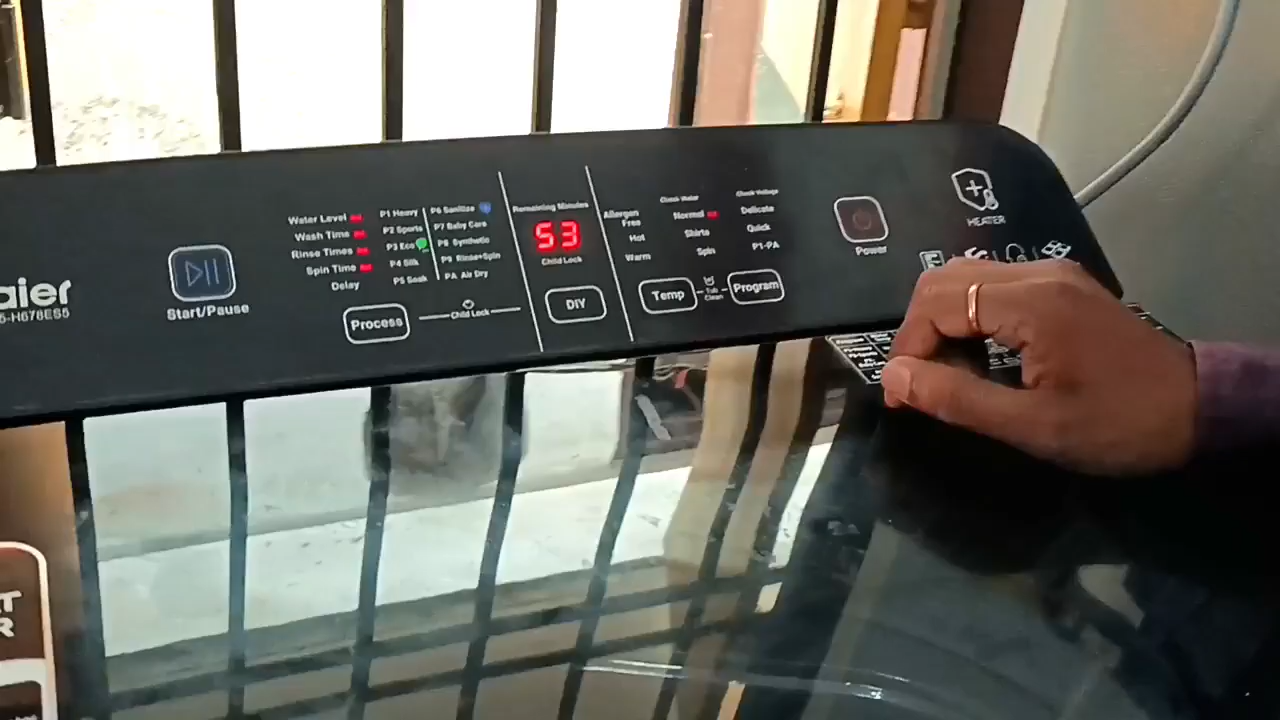 aier
5-H678ES5
Start/Pause
Water Level
Wash Time
Rinse Times
Spin Time
Delay
P1 Heavy
P2 Sports
P3 Eco
P4 Silk
P5 Soak
P6 Sanitize
P7 Baby Care
P8 Synthetic
P9 Rinse+Spin
PA Air Dry
Process
Child Lock
Remaining Minutes
53
Child Lock
DIY
Allergen
Free
Hot
Warm
Check Water
Normal
Shirts
Spin
Check Voltage
Delicate
Quick
P1-PA
Temp
Tub
Clean
Program
Power
HEATER